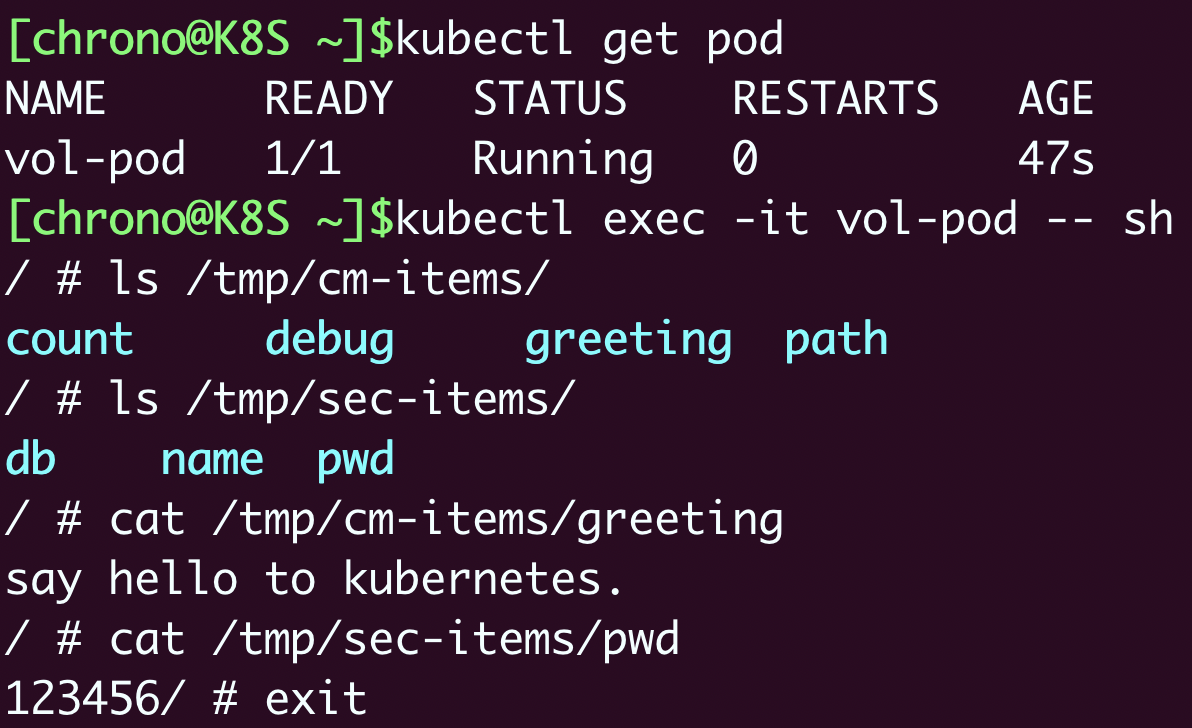 [chrono@K8S ~]$kubectl get pod
NAME      READY   STATUS    RESTARTS   AGE
vol-pod   1/1     Running   0          47s
[chrono@K8S ~]$kubectl exec -it vol-pod -- sh
/ # ls /tmp/cm-items/
count     debug     greeting  path
/ # ls /tmp/sec-items/
db    name  pwd
/ # cat /tmp/cm-items/greeting
say hello to kubernetes.
/ # cat /tmp/sec-items/pwd
123456/ # exit